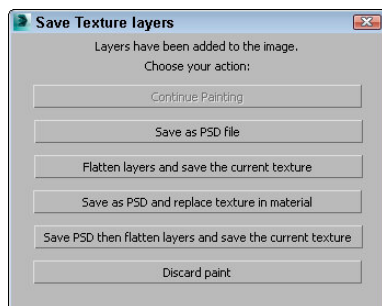 Save Texture layers
Layers have been added to the image.
Choose your action:
Continue Painting
Save as PSD file
Flatten layers and save the current texture
Save as PSD and replace texture in material
Save PSD then flatten layers and save the current texture
Discard paint